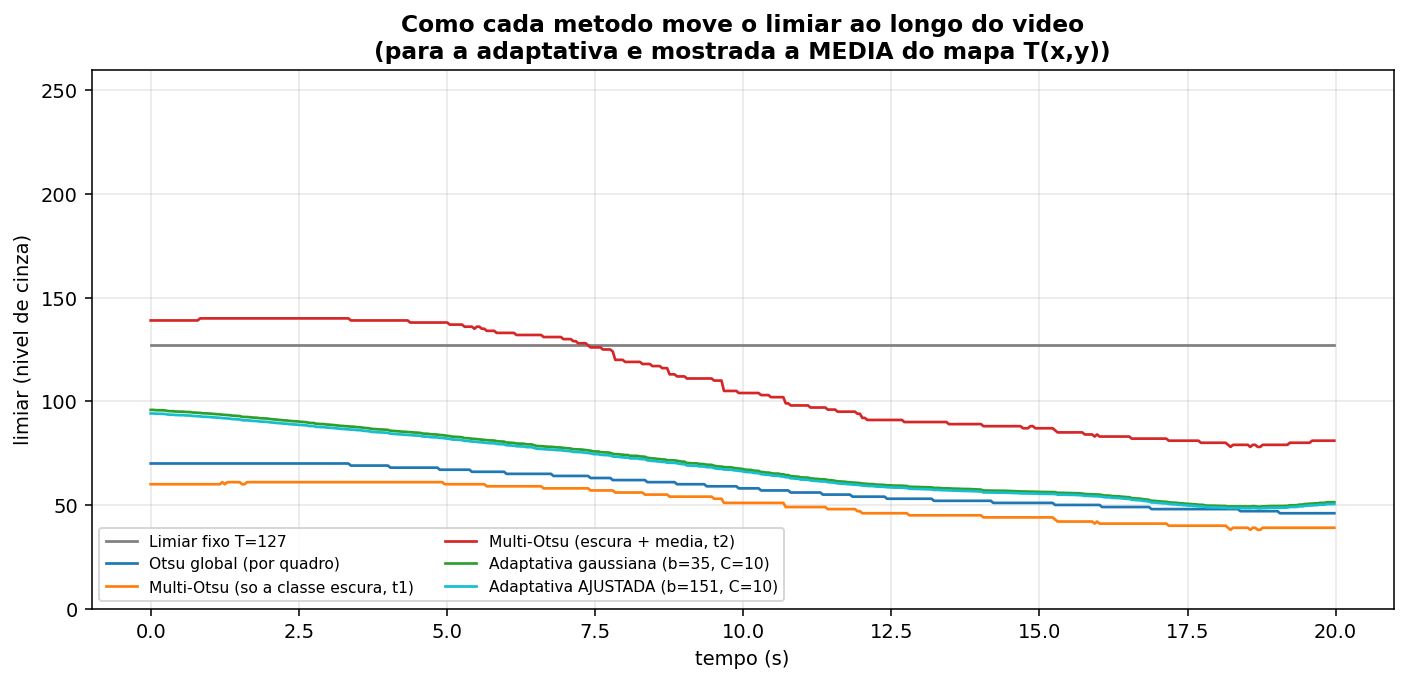 Como cada metodo move o limiar ao longo do video
(para a adaptativa e mostrada a MEDIA do mapa T(x,y))
limiar (nivel de cinza)
250
200
150
100
50
0
Limiar fixo T=127
Otsu global (por quadro)
Multi-Otsu (so a classe escura, t1)
Multi-Otsu (escura + media, t2)
Adaptativa gaussiana (b=35, C=10)
Adaptativa AJUSTADA (b=151, C=10)
0.0 2.5 5.0 7.5 10.0 12.5 15.0 17.5 20.0
tempo (s)